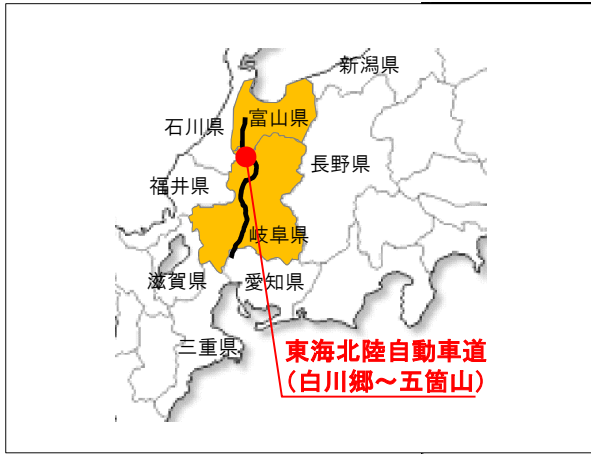 新潟県
石川県
富山県
長野県
福井県
岐阜県
滋賀県
愛知県
三重県
東海北陸自動車道
(白川郷～五箇山)